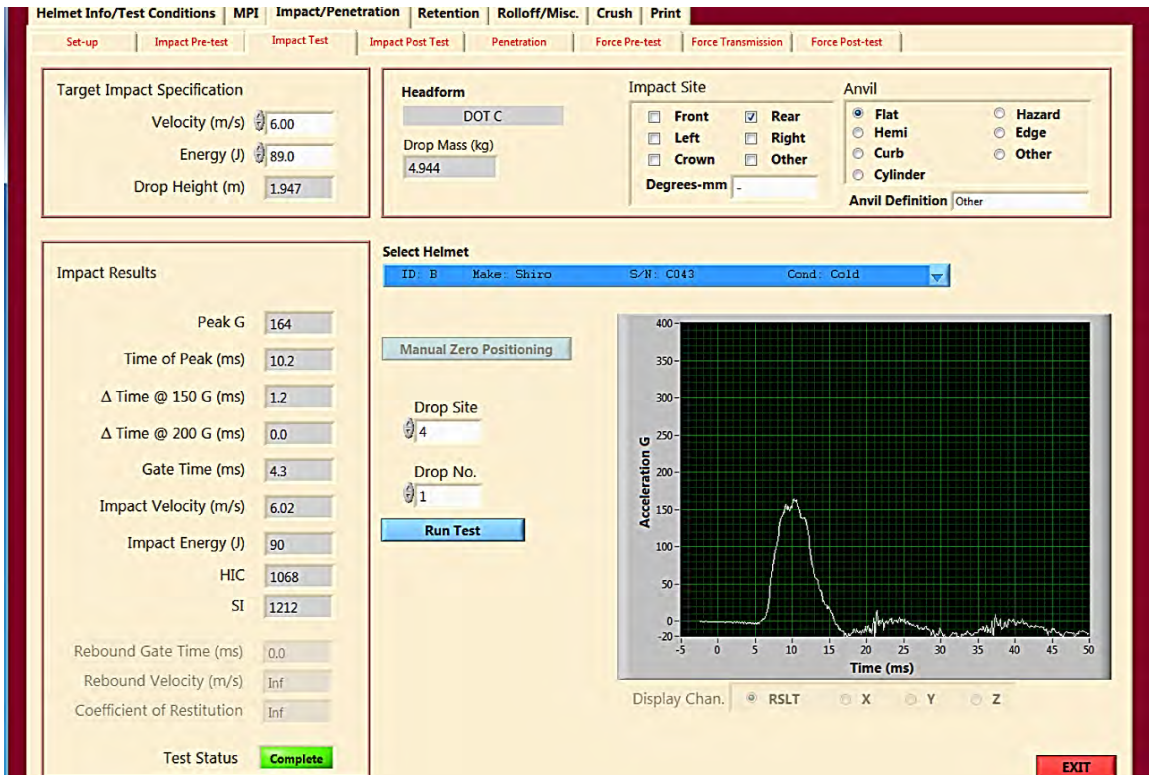 Helmet Info/Test Conditions MPI Impact/Penetration Retention Rolloff/Misc. Crush Print
Set-up Impact Pre-test Impact Test Impact Post Test Penetration Force Pre-test Force Transmission Force Post-test
Target Impact Specification
Velocity (m/s) 6.00
Energy (J) 89.0
Drop Height (m) 1.947
Headform
DOT C
Drop Mass (kg)
4.944
Impact Site
Front Rear
Left Right
Crown Other
Degrees-mm -
Anvil
Flat Hazard
Hemi Edge
Curb Other
Cylinder
Anvil Definition Other
Impact Results
Peak G 164
Time of Peak (ms) 10.2
Δ Time @ 150 G (ms) 1.2
Δ Time @ 200 G (ms) 0.0
Gate Time (ms) 4.3
Impact Velocity (m/s) 6.02
Impact Energy (J) 90
HIC 1068
SI 1212
Rebound Gate Time (ms) 0.0
Rebound Velocity (m/s) Inf
Coefficient of Restitution Inf
Test Status Complete
Select Helmet
ID: B Make: Shiro S/N: C043 Cond: Cold
Manual Zero Positioning
Drop Site
4
Drop No.
1
Run Test
Acceleration G
400
350
300
250
200
150
100
50
0
-20
-5 0 5 10 15 20 25 30 35 40 45 50
Time (ms)
Display Chan. RSLT X Y Z
EXIT